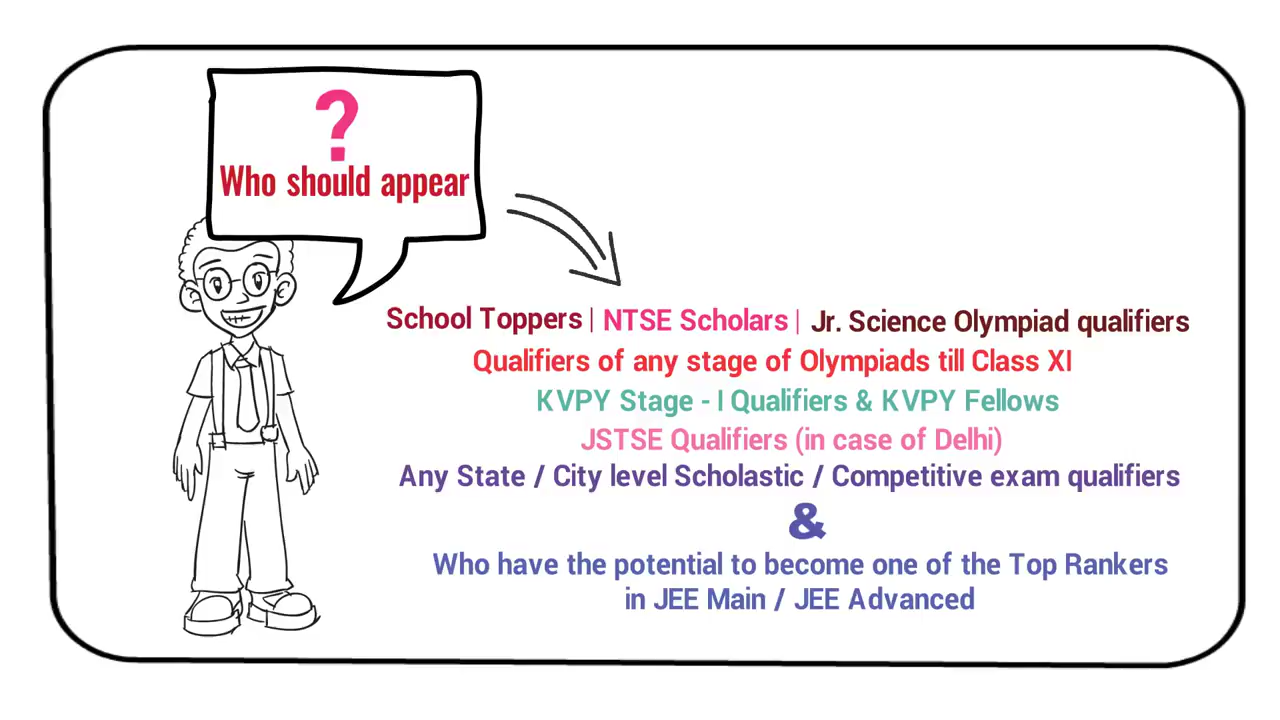 ?
Who should appear
School Toppers | NTSE Scholars | Jr. Science Olympiad qualifiers
Qualifiers of any stage of Olympiads till Class XI
KVPY Stage - I Qualifiers & KVPY Fellows
JSTSE Qualifiers (in case of Delhi)
Any State / City level Scholastic / Competitive exam qualifiers
&
Who have the potential to become one of the Top Rankers
in JEE Main / JEE Advanced